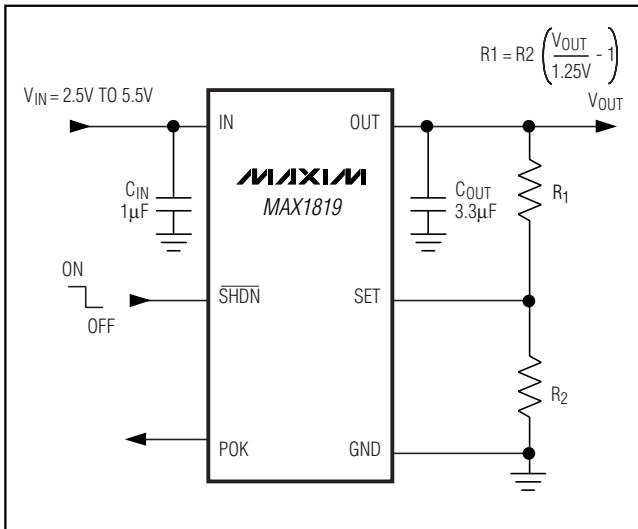 R1 = R2 (VOUT/1.25V - 1)
VIN = 2.5V TO 5.5V
VOUT
IN
OUT
MAXIM
MAX1819
CIN
1μF
COUT
3.3μF
R1
ON
OFF
SHDN
SET
R2
POK
GND